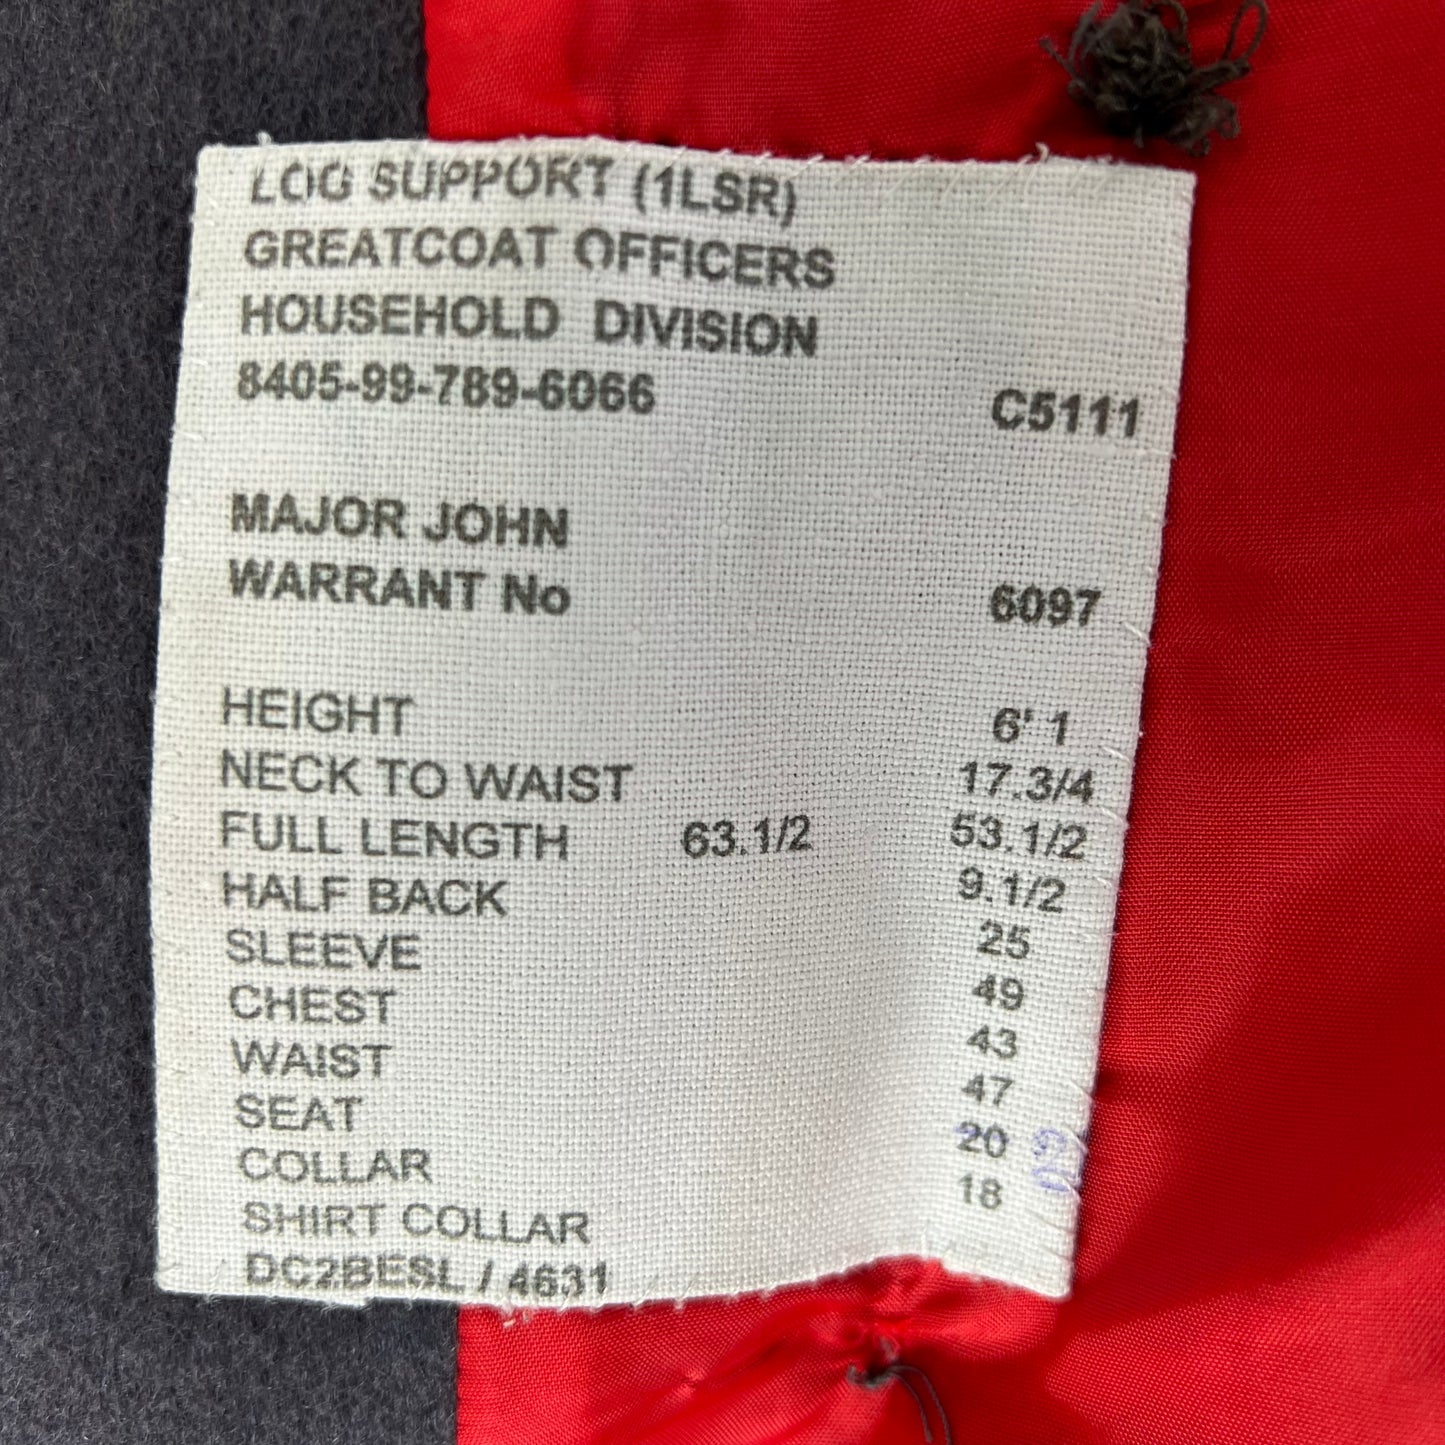 LOG SUPPORT (1LSR)
GREATCOAT OFFICERS
HOUSEHOLD DIVISION
8405-99-789-6066 C5111
MAJOR JOHN
WARRANT No 6097
HEIGHT 6' 1
NECK TO WAIST 17.3/4
FULL LENGTH 63.1/2 53.1/2
HALF BACK 9.1/2
SLEEVE 25
CHEST 49
WAIST 43
SEAT 47
COLLAR 20
SHIRT COLLAR 18
DC2BESL / 4631